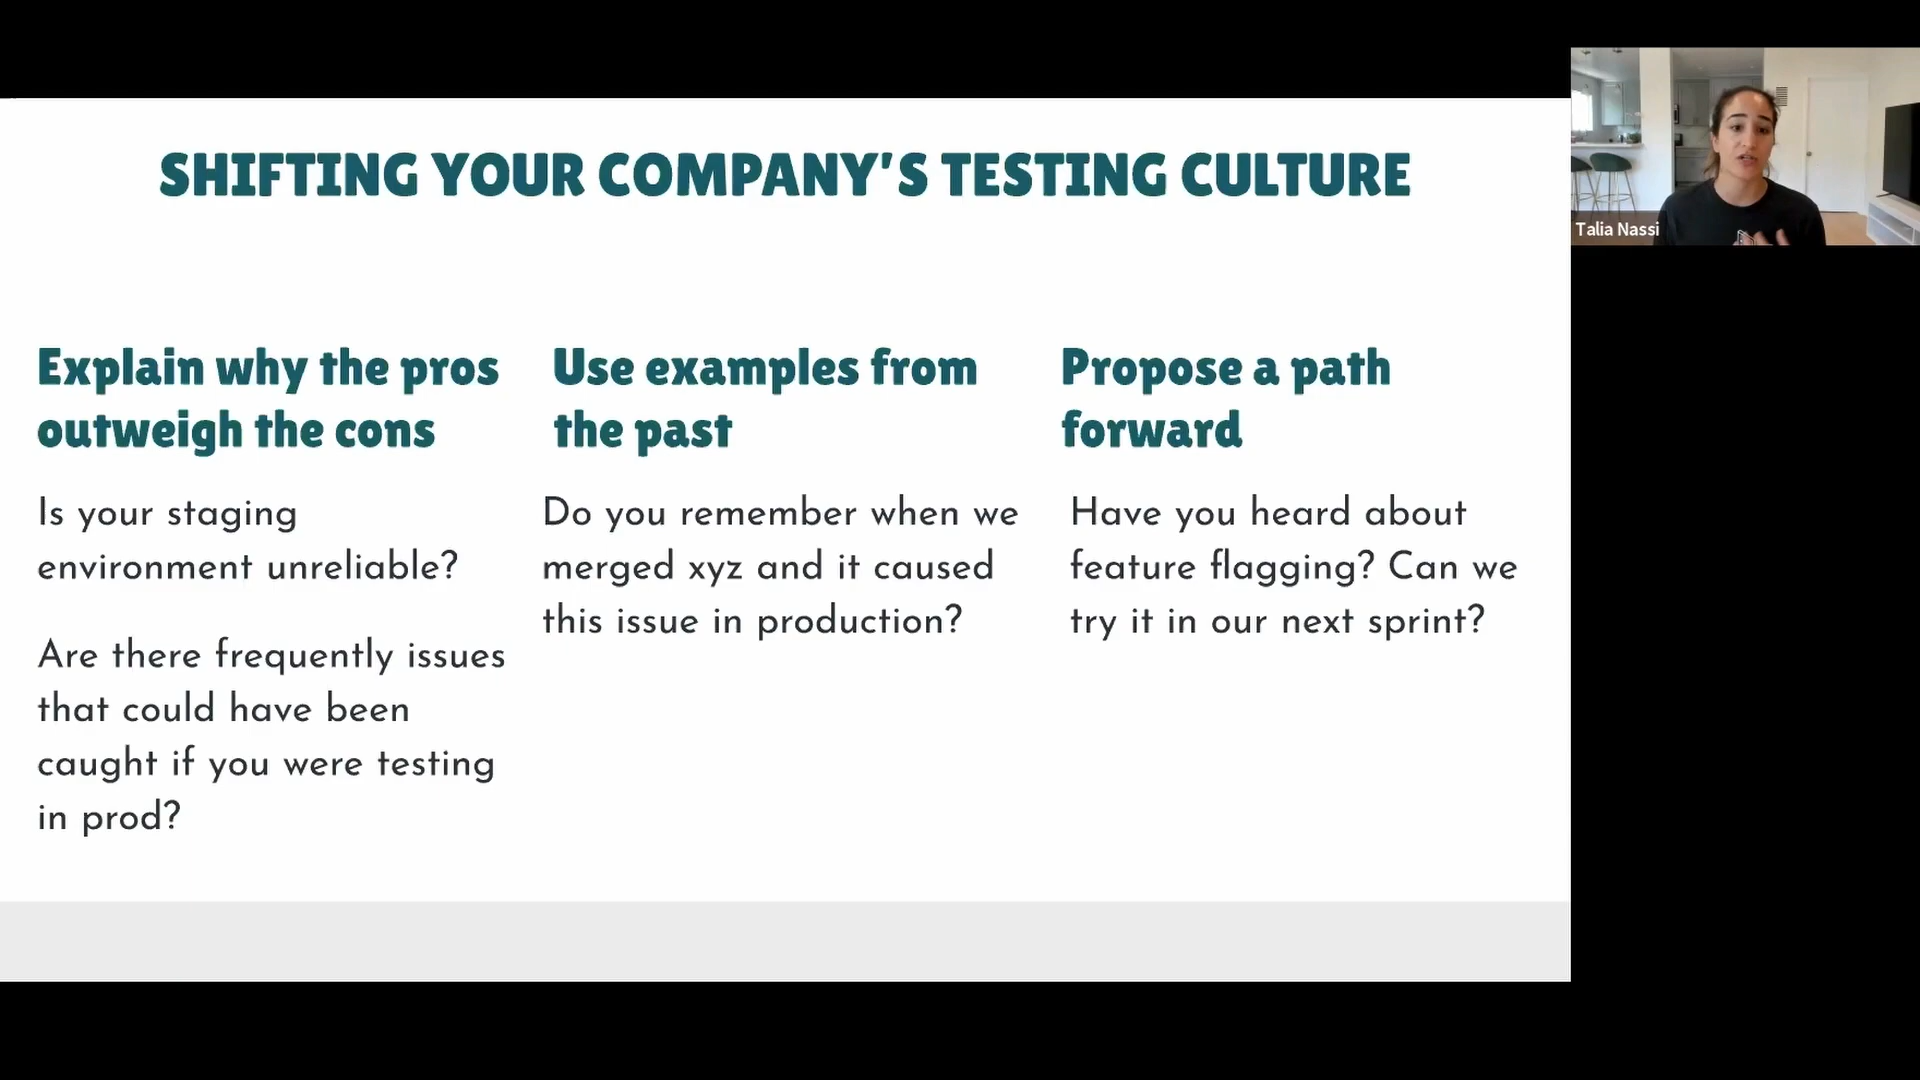 SHIFTING YOUR COMPANY'S TESTING CULTURE
Explain why the pros
outweigh the cons
Is your staging
environment unreliable?
Are there frequently issues
that could have been
caught if you were testing
in prod?
Use examples from
the past
Do you remember when we
merged xyz and it caused
this issue in production?
Propose a path
forward
Have you heard about
feature flagging? Can we
try it in our next sprint?
Talia Nassi